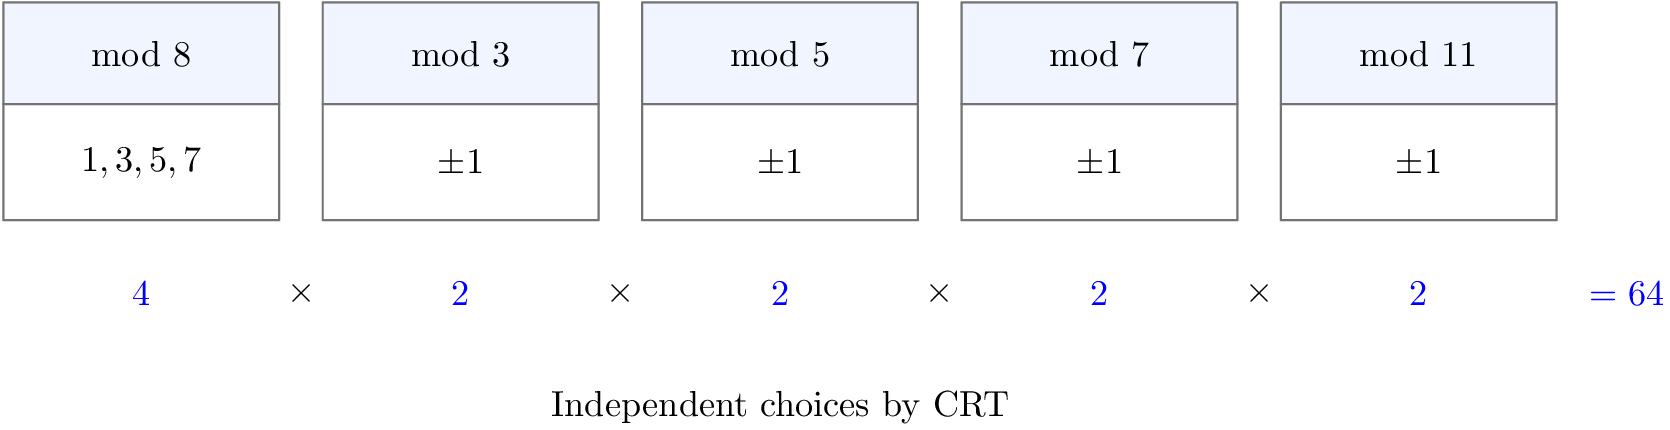 mod 8 mod 3 mod 5 mod 7 mod 11
1, 3, 5, 7 ±1 ±1 ±1 ±1
4 × 2 × 2 × 2 × 2 = 64
Independent choices by CRT